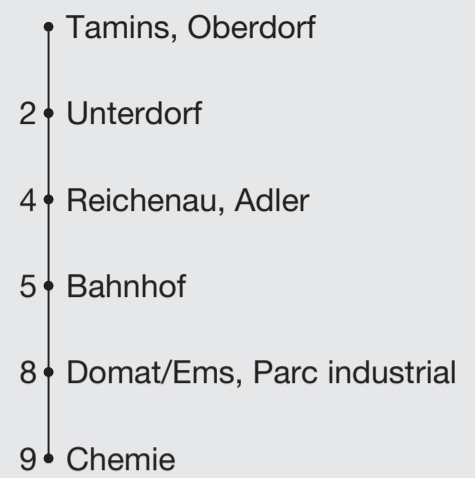 Tamins, Oberdorf
2 Unterdorf
4 Reichenau, Adler
5 Bahnhof
8 Domat/Ems, Parc industrial
9 Chemie